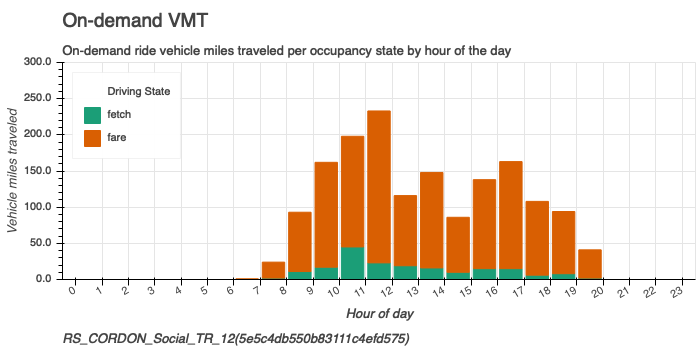 On-demand VMT
On-demand ride vehicle miles traveled per occupancy state by hour of the day
300.0
250.0
200.0
150.0
100.0
50.0
0.0
Vehicle miles traveled
Driving State
fetch
fare
0 1 2 3 4 5 6 7 8 9 10 11 12 13 14 15 16 17 18 19 20 21 22 23
Hour of day
RS_CORDON_Social_TR_12(5e5c4db550b83111c4efd575)